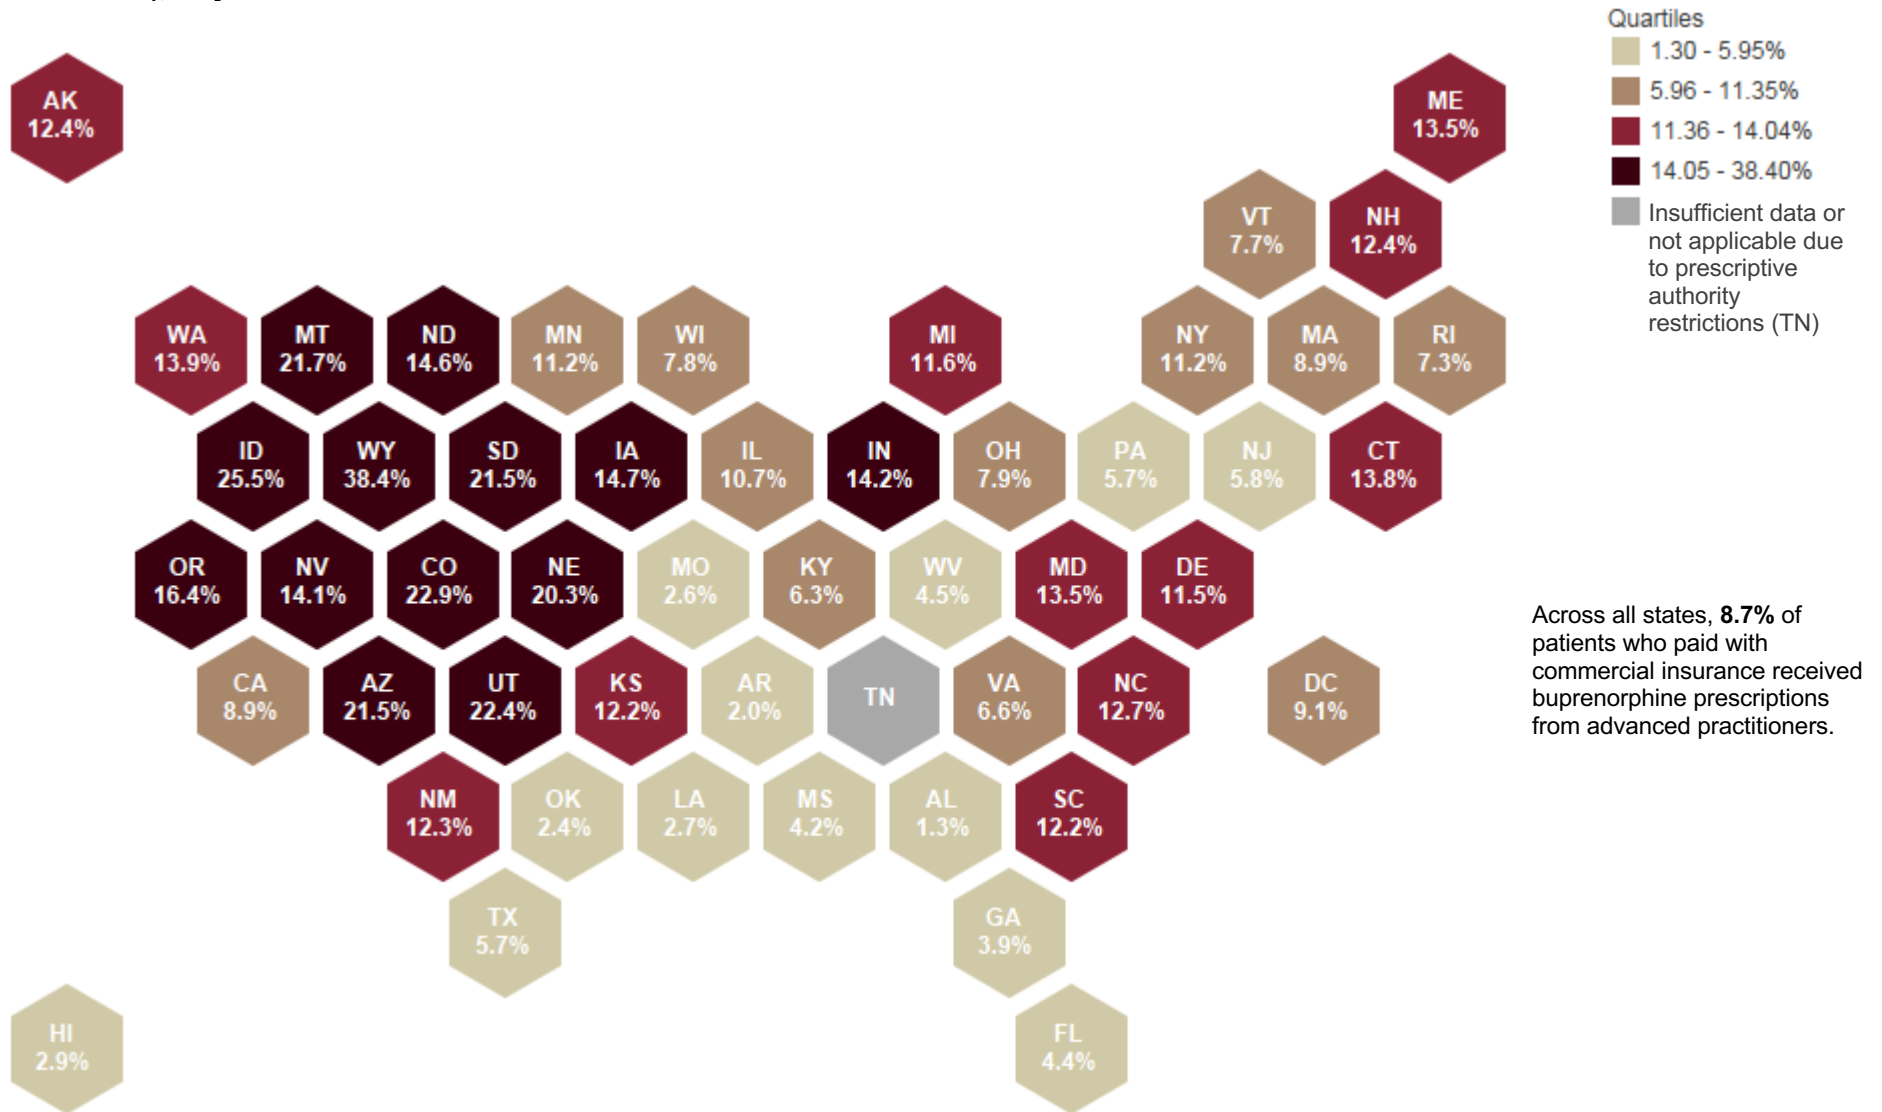 Quartiles
1.30 - 5.95%
5.96 - 11.35%
11.36 - 14.04%
14.05 - 38.40%
Insufficient data or
not applicable due
to prescriptive
authority
restrictions (TN)
AK
12.4%
ME
13.5%
VT
7.7%
NH
12.4%
WA
13.9%
MT
21.7%
ND
14.6%
MN
11.2%
WI
7.8%
MI
11.6%
NY
11.2%
MA
8.9%
RI
7.3%
ID
25.5%
WY
38.4%
SD
21.5%
IA
14.7%
IL
10.7%
IN
14.2%
OH
7.9%
PA
5.7%
NJ
5.8%
CT
13.8%
OR
16.4%
NV
14.1%
CO
22.9%
NE
20.3%
MO
2.6%
KY
6.3%
WV
4.5%
MD
13.5%
DE
11.5%
CA
8.9%
AZ
21.5%
UT
22.4%
KS
12.2%
AR
2.0%
TN
VA
6.6%
NC
12.7%
DC
9.1%
NM
12.3%
OK
2.4%
LA
2.7%
MS
4.2%
AL
1.3%
SC
12.2%
TX
5.7%
GA
3.9%
HI
2.9%
FL
4.4%
Across all states, 8.7% of
patients who paid with
commercial insurance received
buprenorphine prescriptions
from advanced practitioners.